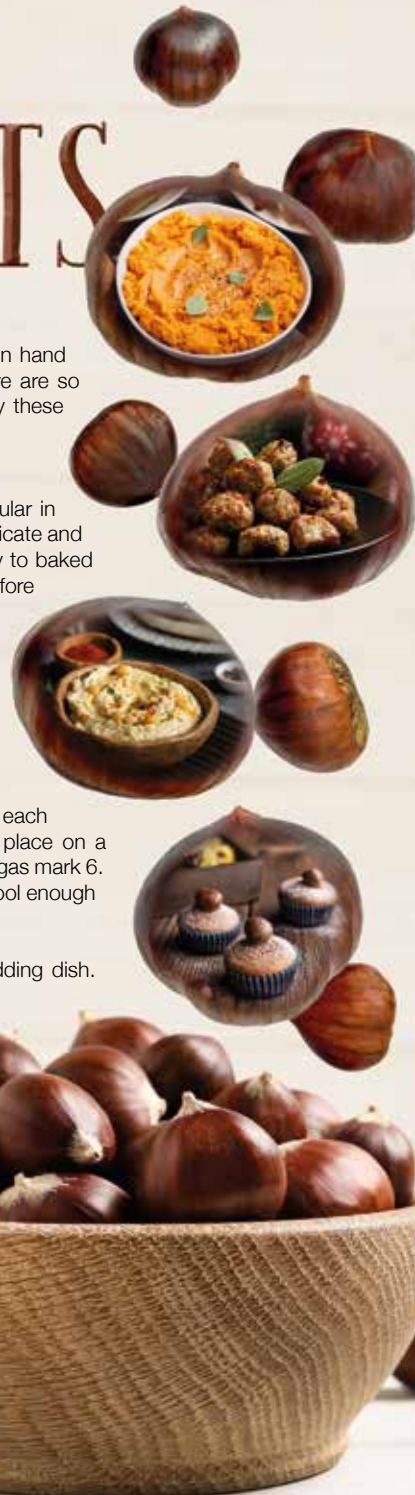 TS
n hand
e are so
y these
ular in
icate and
y to baked
fore
each
place on a
gas mark 6.
ool enough
dding dish.